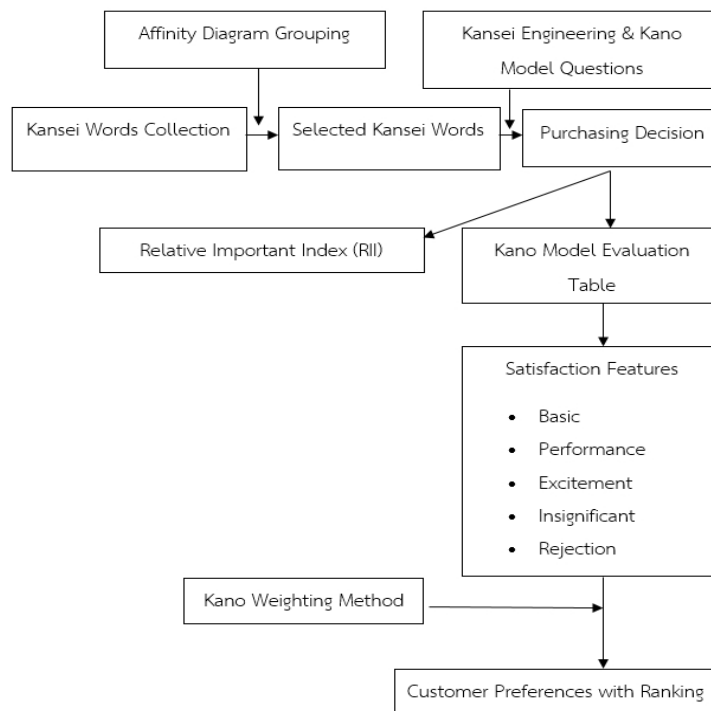 Affinity Diagram Grouping
Kansei Engineering & Kano
Model Questions
Kansei Words Collection
Selected Kansei Words
Purchasing Decision
Relative Important Index (RII)
Kano Model Evaluation
Table
Satisfaction Features
• Basic
• Performance
• Excitement
• Insignificant
• Rejection
Kano Weighting Method
Customer Preferences with Ranking